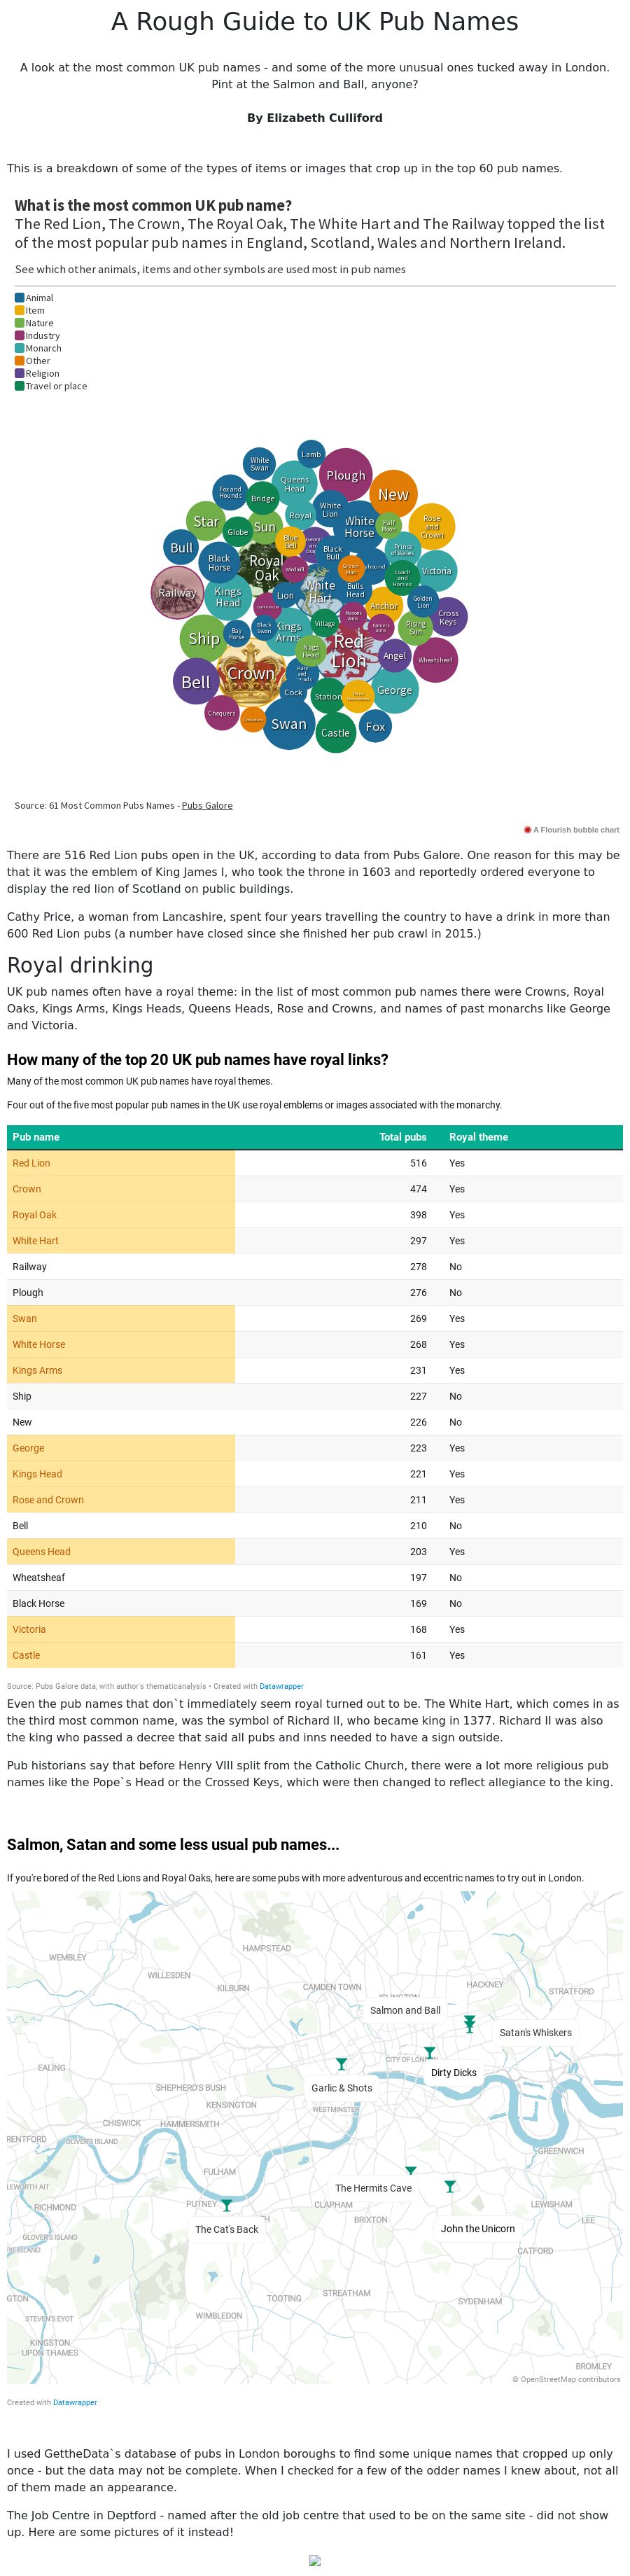 A Rough Guide to UK Pub Names
A look at the most common UK pub names - and some of the more unusual ones tucked away in London.
Pint at the Salmon and Ball, anyone?
By Elizabeth Culliford
This is a breakdown of some of the types of items or images that crop up in the top 60 pub names.
What is the most common UK pub name?
The Red Lion, The Crown, The Royal Oak, The White Hart and The Railway topped the list
of the most popular pub names in England, Scotland, Wales and Northern Ireland.
See which other animals, items and other symbols are used most in pub names
Animal
Item
Nature
Industry
Monarch
Other
Religion
Travel or place
Lamb
White
Swan
Plough
Queens
Head
New
Fox and
Hounds
Bridge
White
Lion
Royal
White
Horse
Half
Moon
Rose
and
Crown
Star
Globe
Sun
Blue
Bell
Prince
of Wales
Bull
Black
Horse
Royal
Oak
Black
Bull
Green
Man
Coach
and
Horses
Victoria
Railway
Kings
Head
Lion
White
Hart
Bulls
Head
Anchor
Golden
Lion
Cross
Keys
Ship
Bay
Horse
Black
Swan
Kings
Arms
Village
Masons
Arms
Farmers
Arms
Rising
Sun
Nags
Head
Red
Lion
Angel
Wheatsheaf
Bell
Crown
Hare
and
Cock
Station
George
Chequers
Swan
Castle
Fox
Source: 61 Most Common Pubs Names - Pubs Galore
A Flourish bubble chart
There are 516 Red Lion pubs open in the UK, according to data from Pubs Galore. One reason for this may be
that it was the emblem of King James I, who took the throne in 1603 and reportedly ordered everyone to
display the red lion of Scotland on public buildings.
Cathy Price, a woman from Lancashire, spent four years travelling the country to have a drink in more than
600 Red Lion pubs (a number have closed since she finished her pub crawl in 2015.)
Royal drinking
UK pub names often have a royal theme: in the list of most common pub names there were Crowns, Royal
Oaks, Kings Arms, Kings Heads, Queens Heads, Rose and Crowns, and names of past monarchs like George
and Victoria.
How many of the top 20 UK pub names have royal links?
Many of the most common UK pub names have royal themes.
Four out of the five most popular pub names in the UK use royal emblems or images associated with the monarchy.
Pub name Total pubs Royal theme
Red Lion 516 Yes
Crown 474 Yes
Royal Oak 398 Yes
White Hart 297 Yes
Railway 278 No
Plough 276 No
Swan 269 Yes
White Horse 268 Yes
Kings Arms 231 Yes
Ship 227 No
New 226 No
George 223 Yes
Kings Head 221 Yes
Rose and Crown 211 Yes
Bell 210 No
Queens Head 203 Yes
Wheatsheaf 197 No
Black Horse 169 No
Victoria 168 Yes
Castle 161 Yes
Source: Pubs Galore data, with author's thematicanalysis • Created with Datawrapper
Even the pub names that don`t immediately seem royal turned out to be. The White Hart, which comes in as
the third most common name, was the symbol of Richard II, who became king in 1377. Richard II was also
the king who passed a decree that said all pubs and inns needed to have a sign outside.
Pub historians say that before Henry VIII split from the Catholic Church, there were a lot more religious pub
names like the Pope`s Head or the Crossed Keys, which were then changed to reflect allegiance to the king.
Salmon, Satan and some less usual pub names...
If you're bored of the Red Lions and Royal Oaks, here are some pubs with more adventurous and eccentric names to try out in London.
HAMPSTEAD
WEMBLEY
WILLESDEN
KILBURN
CAMDEN TOWN
HACKNEY
STRATFORD
Salmon and Ball
Satan's Whiskers
CITY OF LON
EALING
Dirty Dicks
SHEPHERD'S BUSH
Garlic & Shots
KENSINGTON
WESTMINSTER
CHISWICK
HAMMERSMITH
RENTFORD
OLIVER'S ISLAND
GREENWICH
FULHAM
LEWORTH AIT
The Hermits Cave
RICHMOND
PUTNEY
CLAPHAM
LEWISHAM
BRIXTON
LEE
The Cat's Back
John the Unicorn
GLOVER'S ISLAND
CATFORD
IE ISLAND
GTON
TOOTING
STREATHAM
SYDENHAM
STEVEN'S EYOT
WIMBLEDON
KINGSTON
UPON THAMES
BROMLEY
© OpenStreetMap contributors
Created with Datawrapper
I used GettheData`s database of pubs in London boroughs to find some unique names that cropped up only
once - but the data may not be complete. When I checked for a few of the odder names I knew about, not all
of them made an appearance.
The Job Centre in Deptford - named after the old job centre that used to be on the same site - did not show
up. Here are some pictures of it instead!